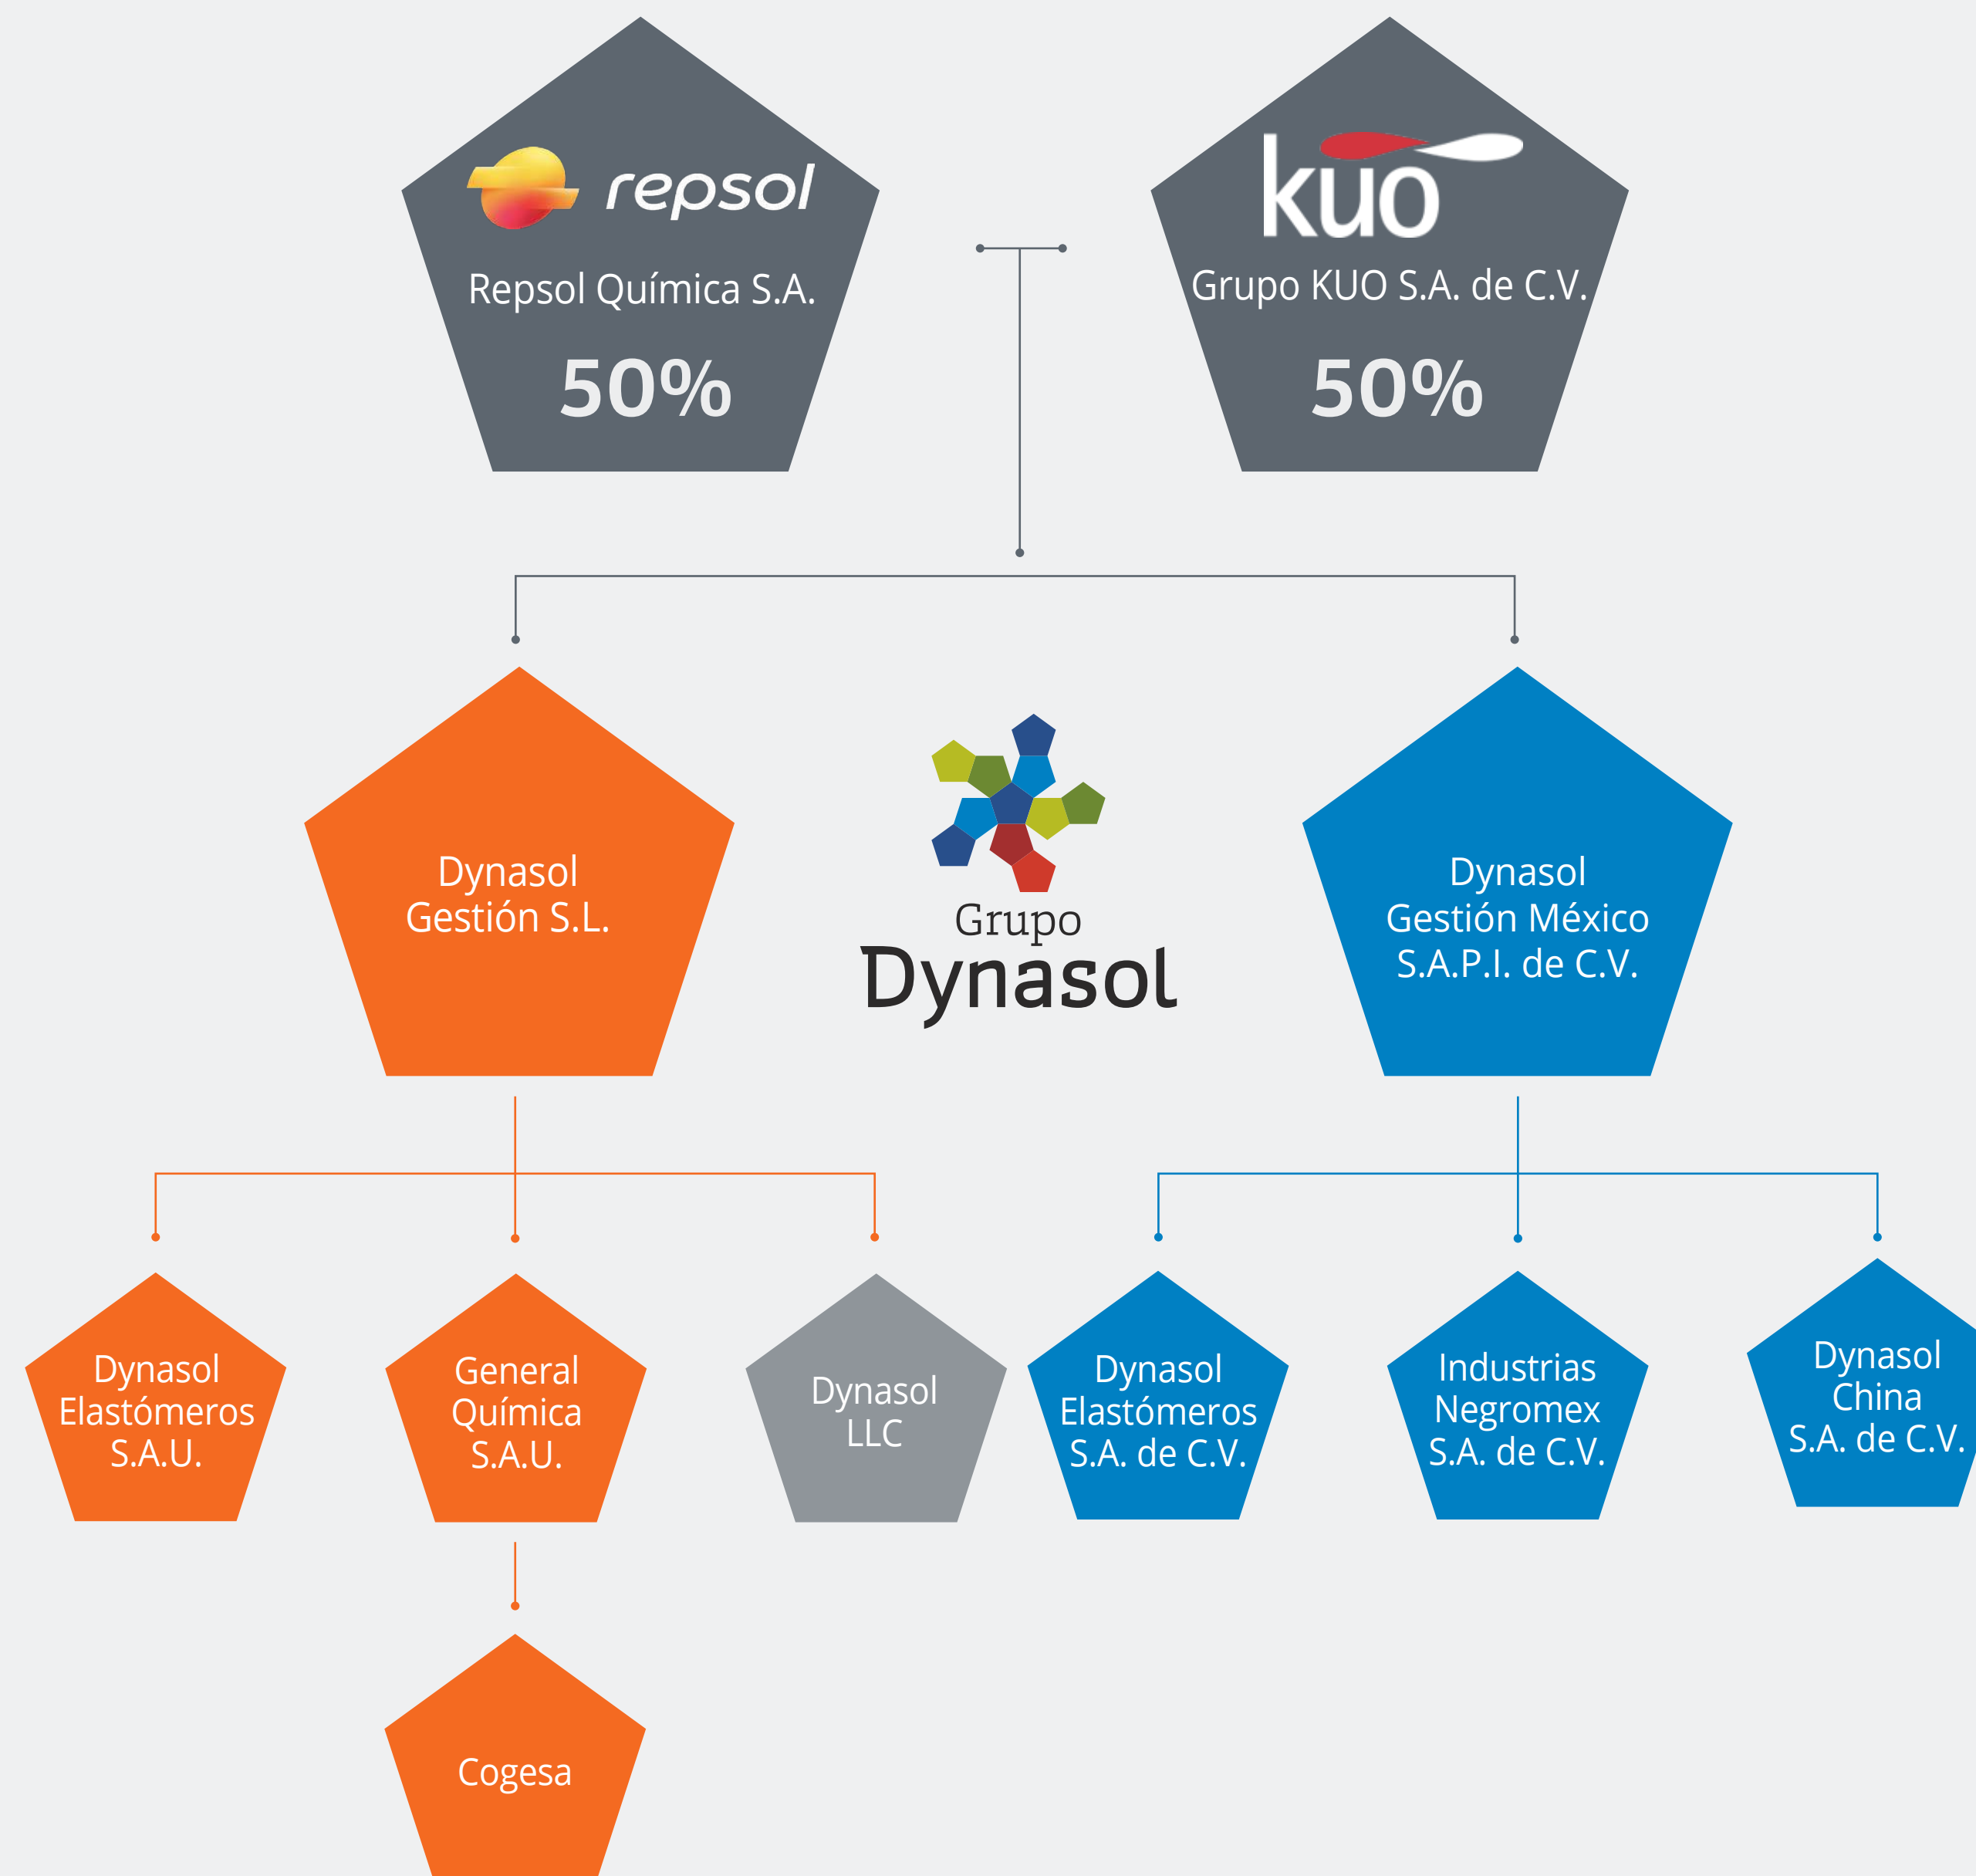 repsol
Repsol Química S.A.
50%
kuo
Grupo KUO S.A. de C.V.
50%
Dynasol
Gestión S.L.
Grupo
Dynasol
Dynasol
Gestión México
S.A.P.I. de C.V.
Dynasol
Elastómeros
S.A.U.
General
Química
S.A.U.
Dynasol
LLC
Dynasol
Elastómeros
S.A. de C.V.
Industrias
Negromex
S.A. de C.V.
Dynasol
China
S.A. de C.V.
Cogesa